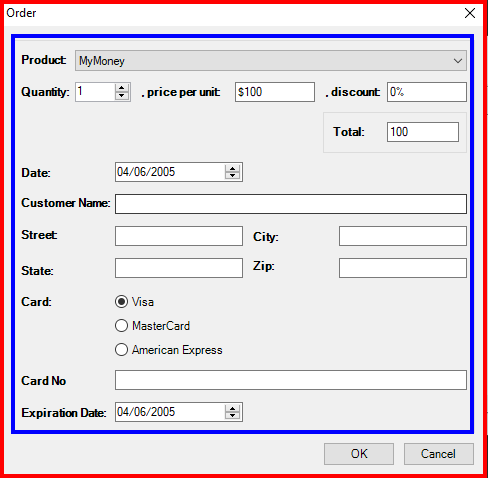 Order
Product: MyMoney
Quantity: 1 , price per unit: $100 , discount: 0%
Total: 100
Date: 04/06/2005
Customer Name:
Street: City:
State: Zip:
Card: Visa
MasterCard
American Express
Card No
Expiration Date: 04/06/2005
OK Cancel